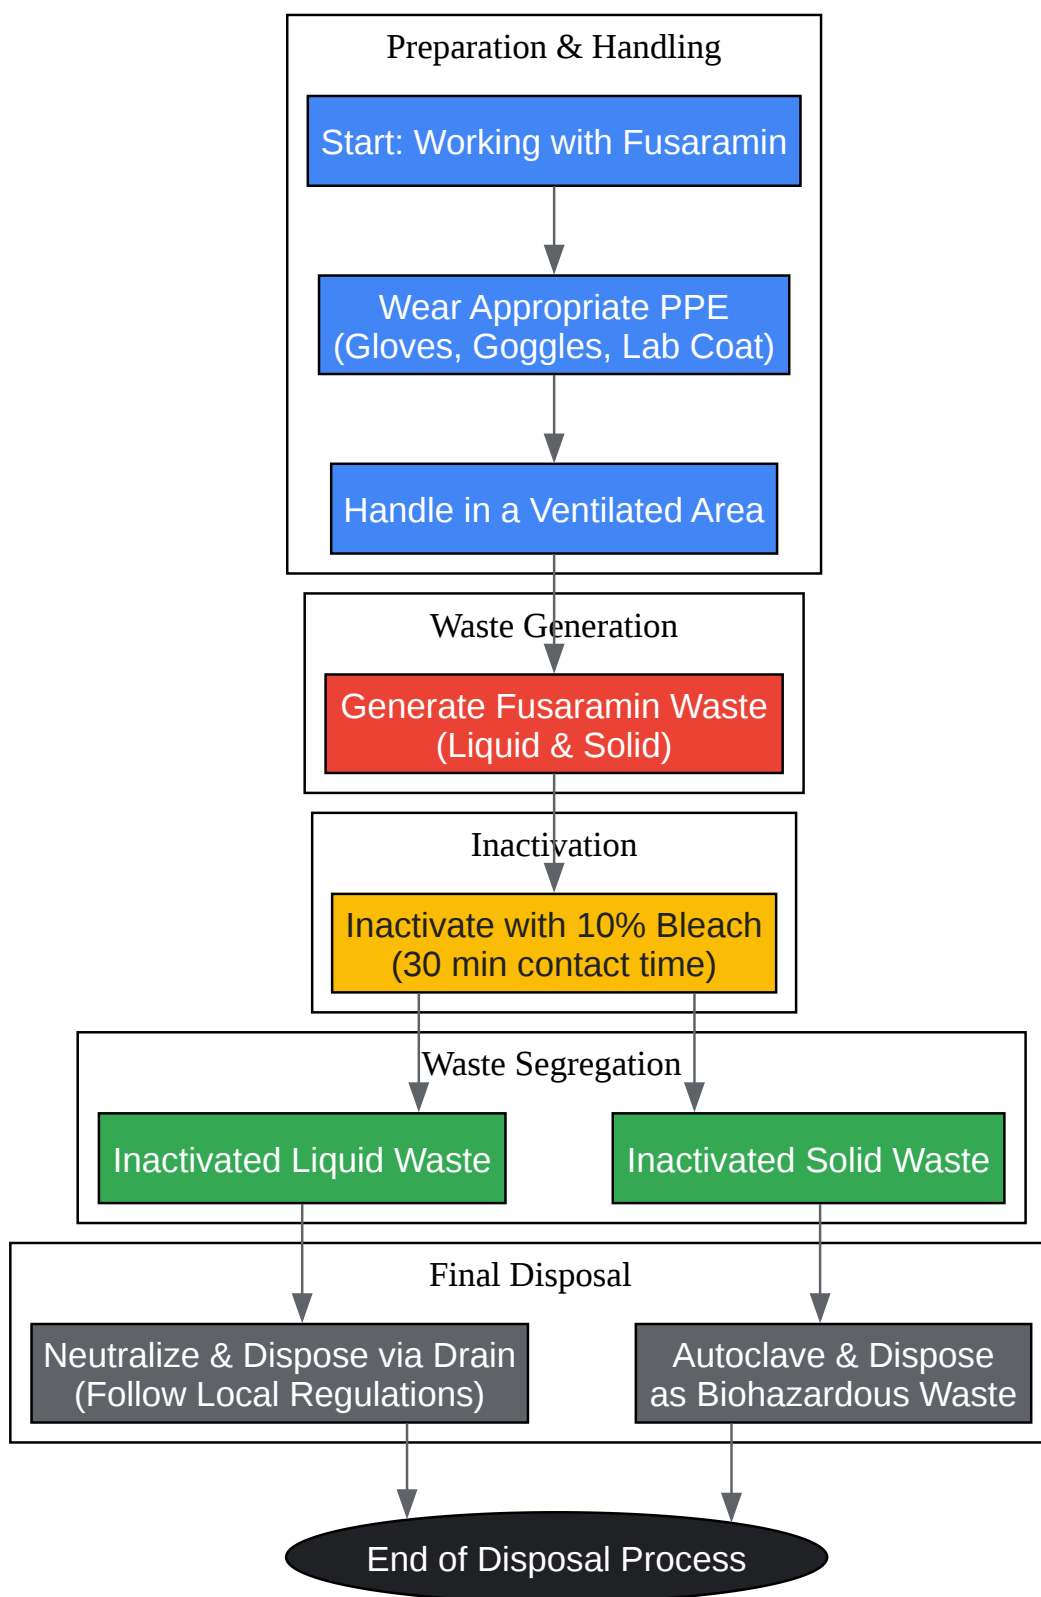 Preparation & Handling
Start: Working with Fusaramin
Wear Appropriate PPE
(Gloves, Goggles, Lab Coat)
Handle in a Ventilated Area
Waste Generation
Generate Fusaramin Waste
(Liquid & Solid)
Inactivation
Inactivate with 10% Bleach
(30 min contact time)
Waste Segregation
Inactivated Liquid Waste
Inactivated Solid Waste
Final Disposal
Neutralize & Dispose via Drain
(Follow Local Regulations)
Autoclave & Dispose
as Biohazardous Waste
End of Disposal Process